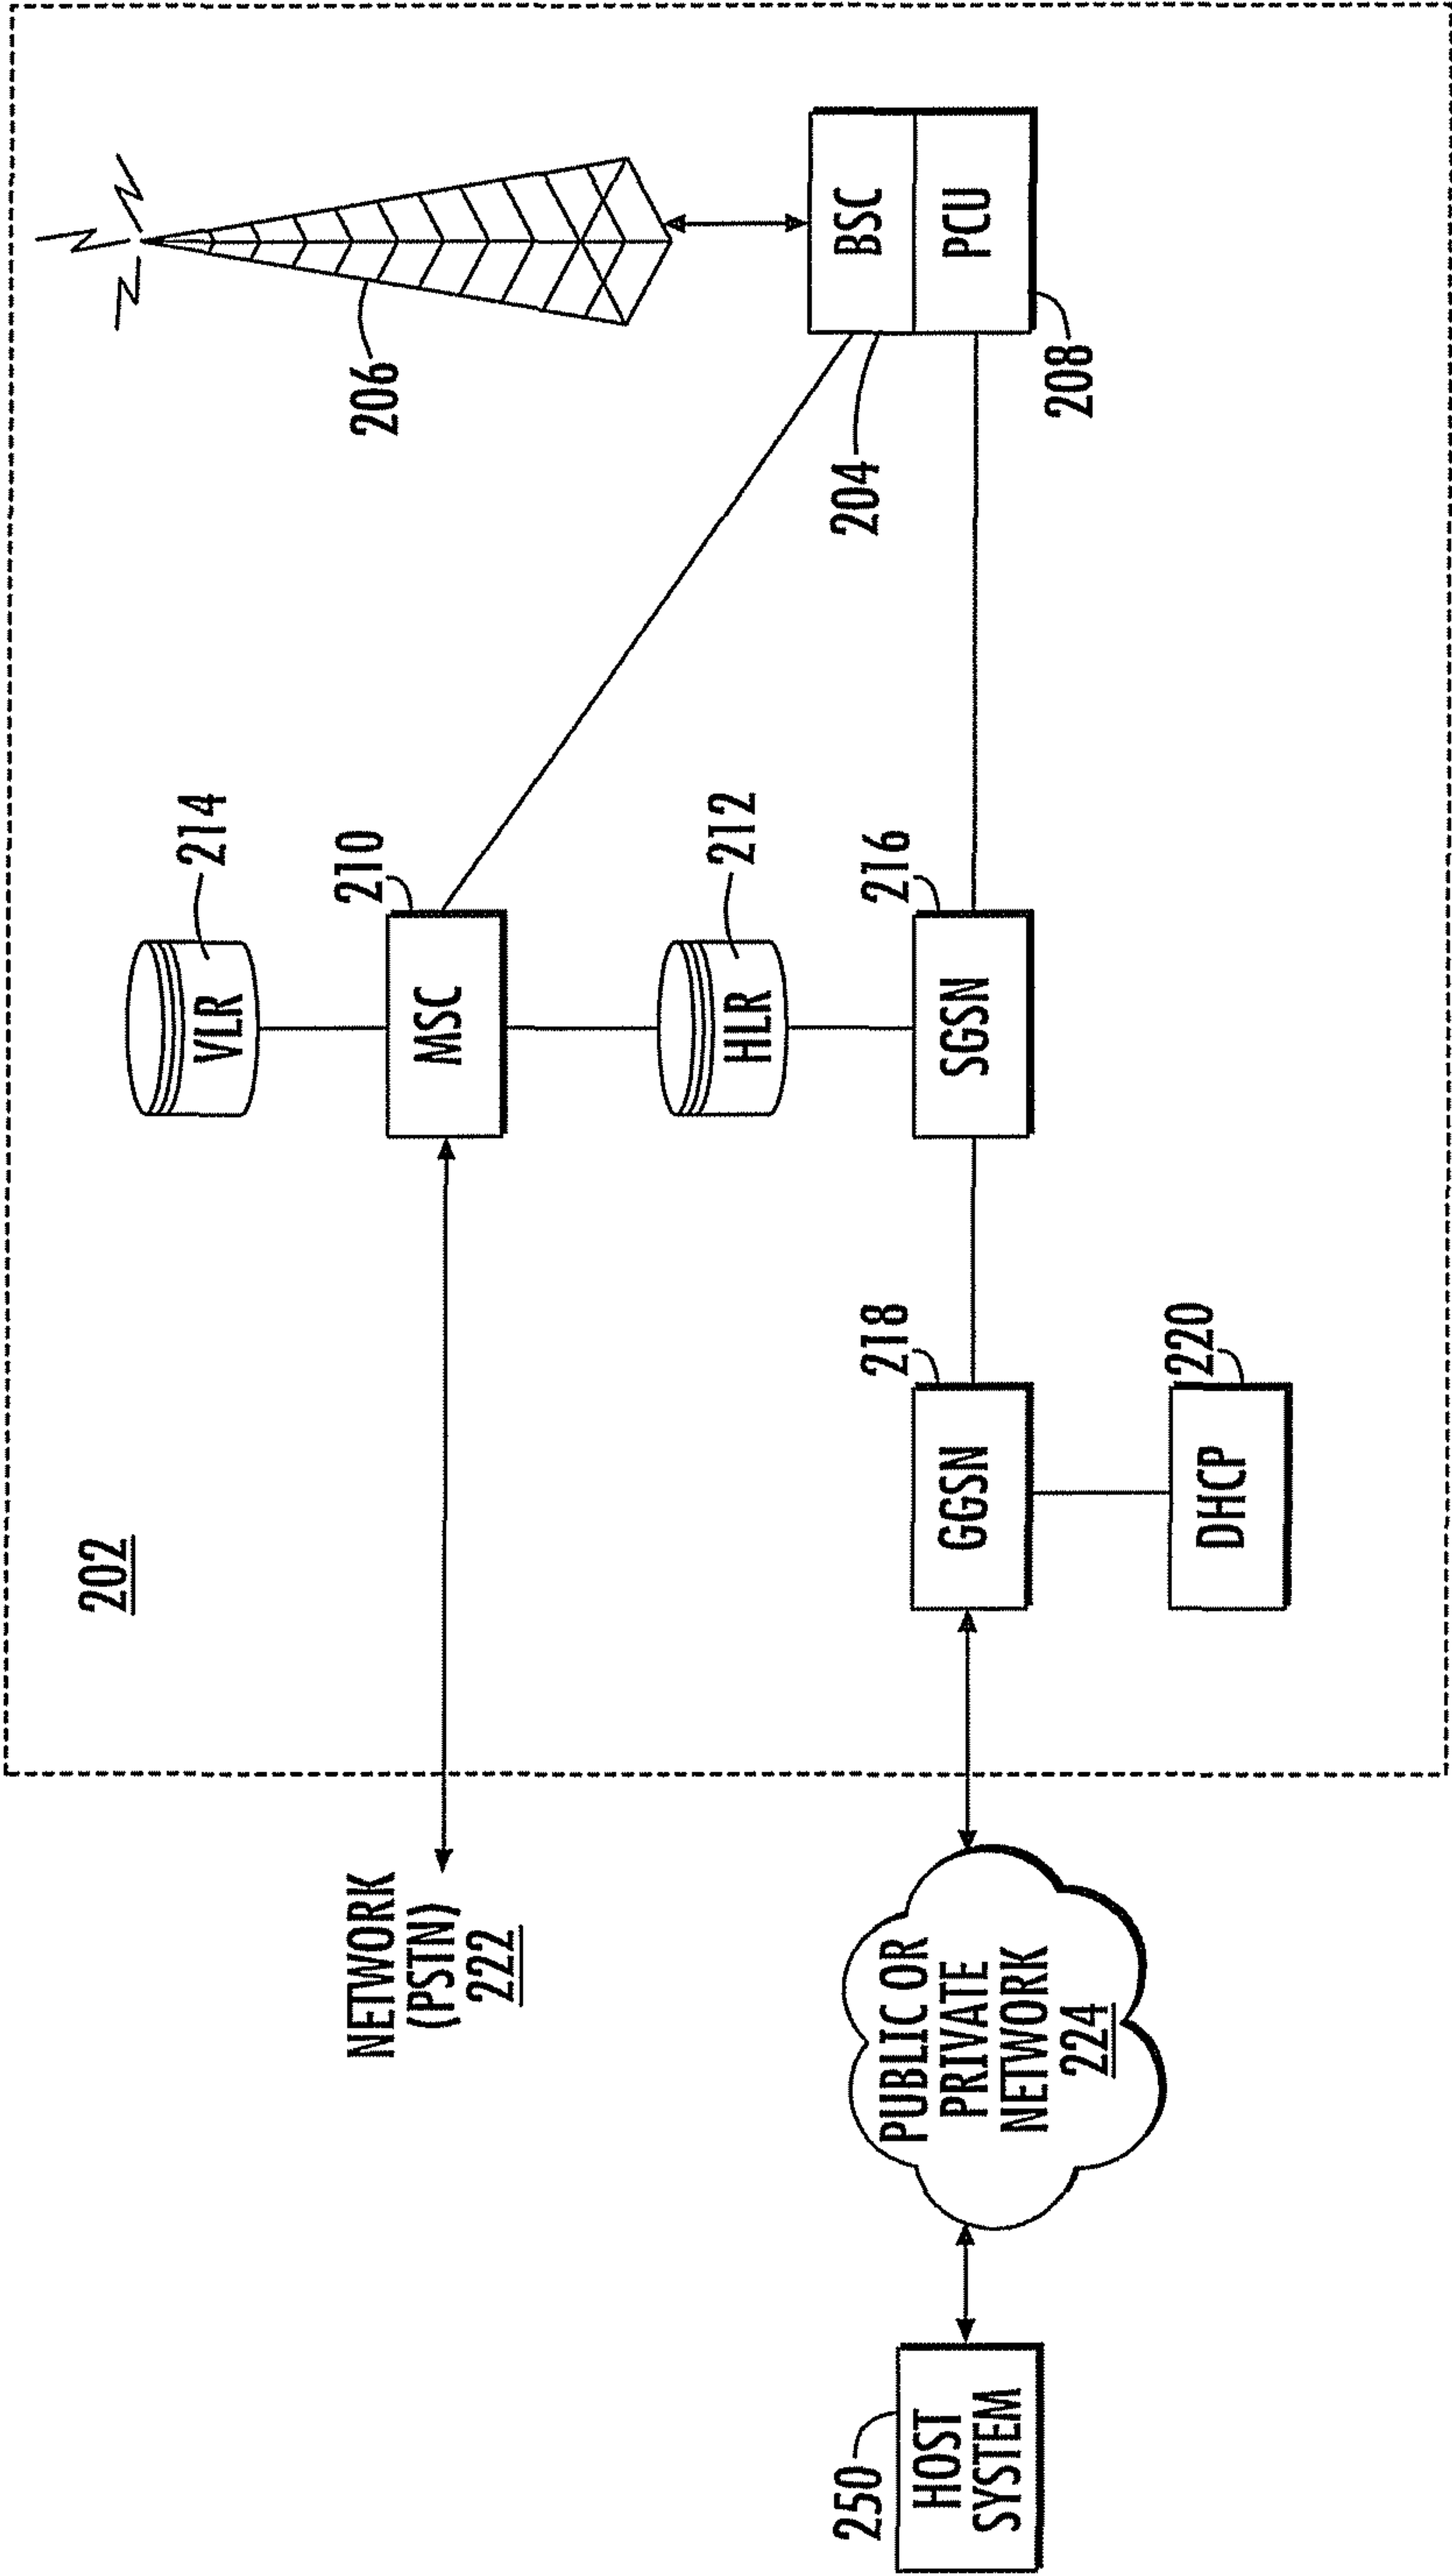 202
206
214
VLR
210
MSC
NETWORK
(PSTN)
222
212
HLR
BSC
PCU
204
208
216
SGSN
218
GGSN
220
DHCP
PUBLIC OR
PRIVATE
NETWORK
224
250
HOST
SYSTEM